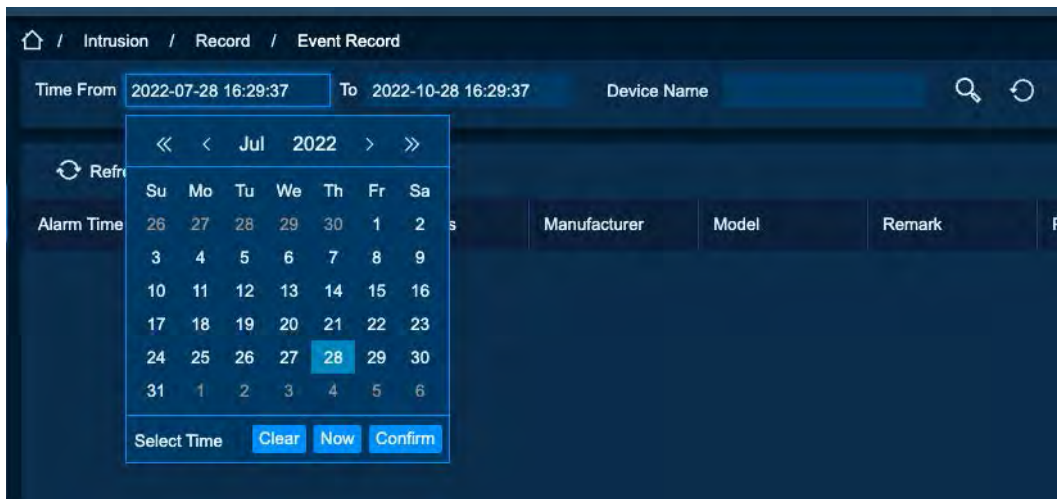 / Intrusion / Record / Event Record
Time From 2022-07-28 16:29:37 To 2022-10-28 16:29:37 Device Name
« < Jul 2022 > »
Su Mo Tu We Th Fr Sa
Alarm Time Manufacturer Model Remark
26 27 28 29 30 1 2
3 4 5 6 7 8 9
10 11 12 13 14 15 16
17 18 19 20 21 22 23
24 25 26 27 28 29 30
31 1 2 3 4 5 6
Select Time Clear Now Confirm